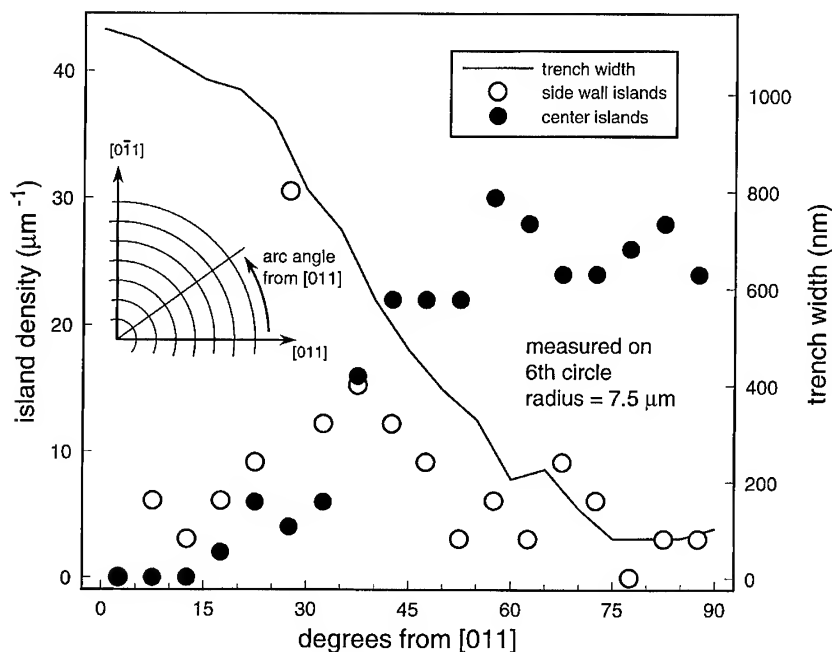 trench width
side wall islands
center islands
40
30
20
10
0
island density (μm⁻¹)
1000
800
600
400
200
0
trench width (nm)
[01̄1]
arc angle
from [011]
[011]
measured on
6th circle
radius = 7.5 μm
0 15 30 45 60 75 90
degrees from [011]